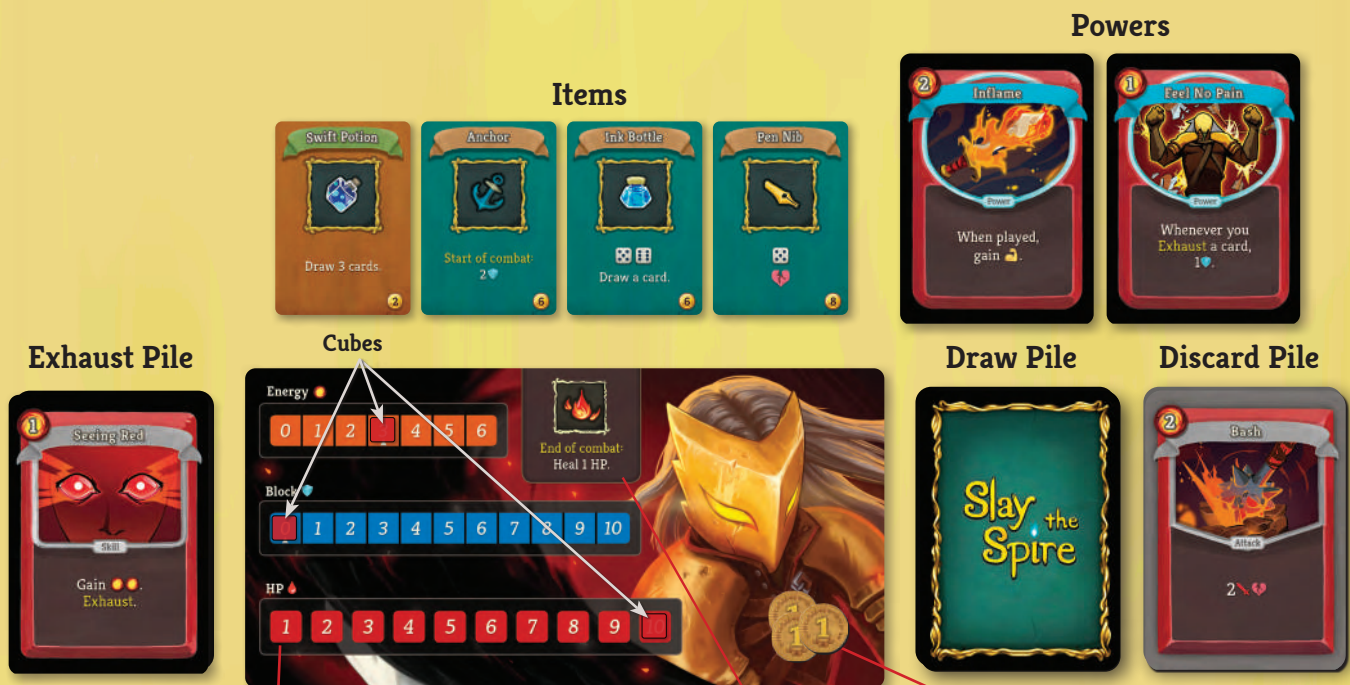 Powers
2
Inflame
Power
When played,
gain
1
Feel No Pain
Power
Whenever you
Exhaust a card,
1
Items
Swift Potion
Draw 3 cards.
2
Anchor
Start of combat:
2
6
Ink Bottle
Draw a card.
6
Pen Nib
8
Exhaust Pile
1
Seeing Red
Skill
Gain
Exhaust.
Cubes
Energy
0 1 2 3 4 5 6
Block
0 1 2 3 4 5 6 7 8 9 10
HP
1 2 3 4 5 6 7 8 9 10
End of combat:
Heal 1 HP.
1
1
1
Draw Pile
Slay the
Spire
Discard Pile
2
Bash
Attack
2